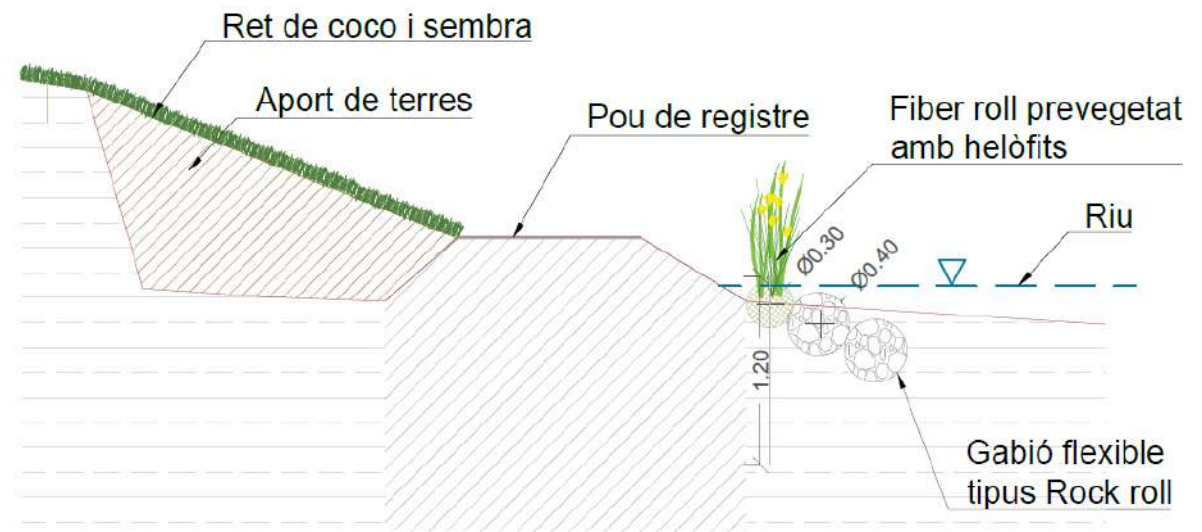 Ret de coco i sembra
Aport de terres
Pou de registre
Fiber roll prevegetat
amb helòfits
Riu
Ø0.30
Ø0.40
1.20
Gabió flexible
tipus Rock roll